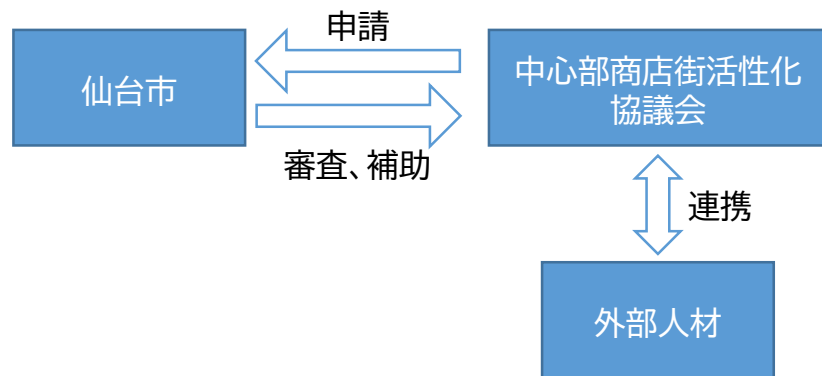 申請
仙台市
中心部商店街活性化
協議会
審査、補助
連携
外部人材